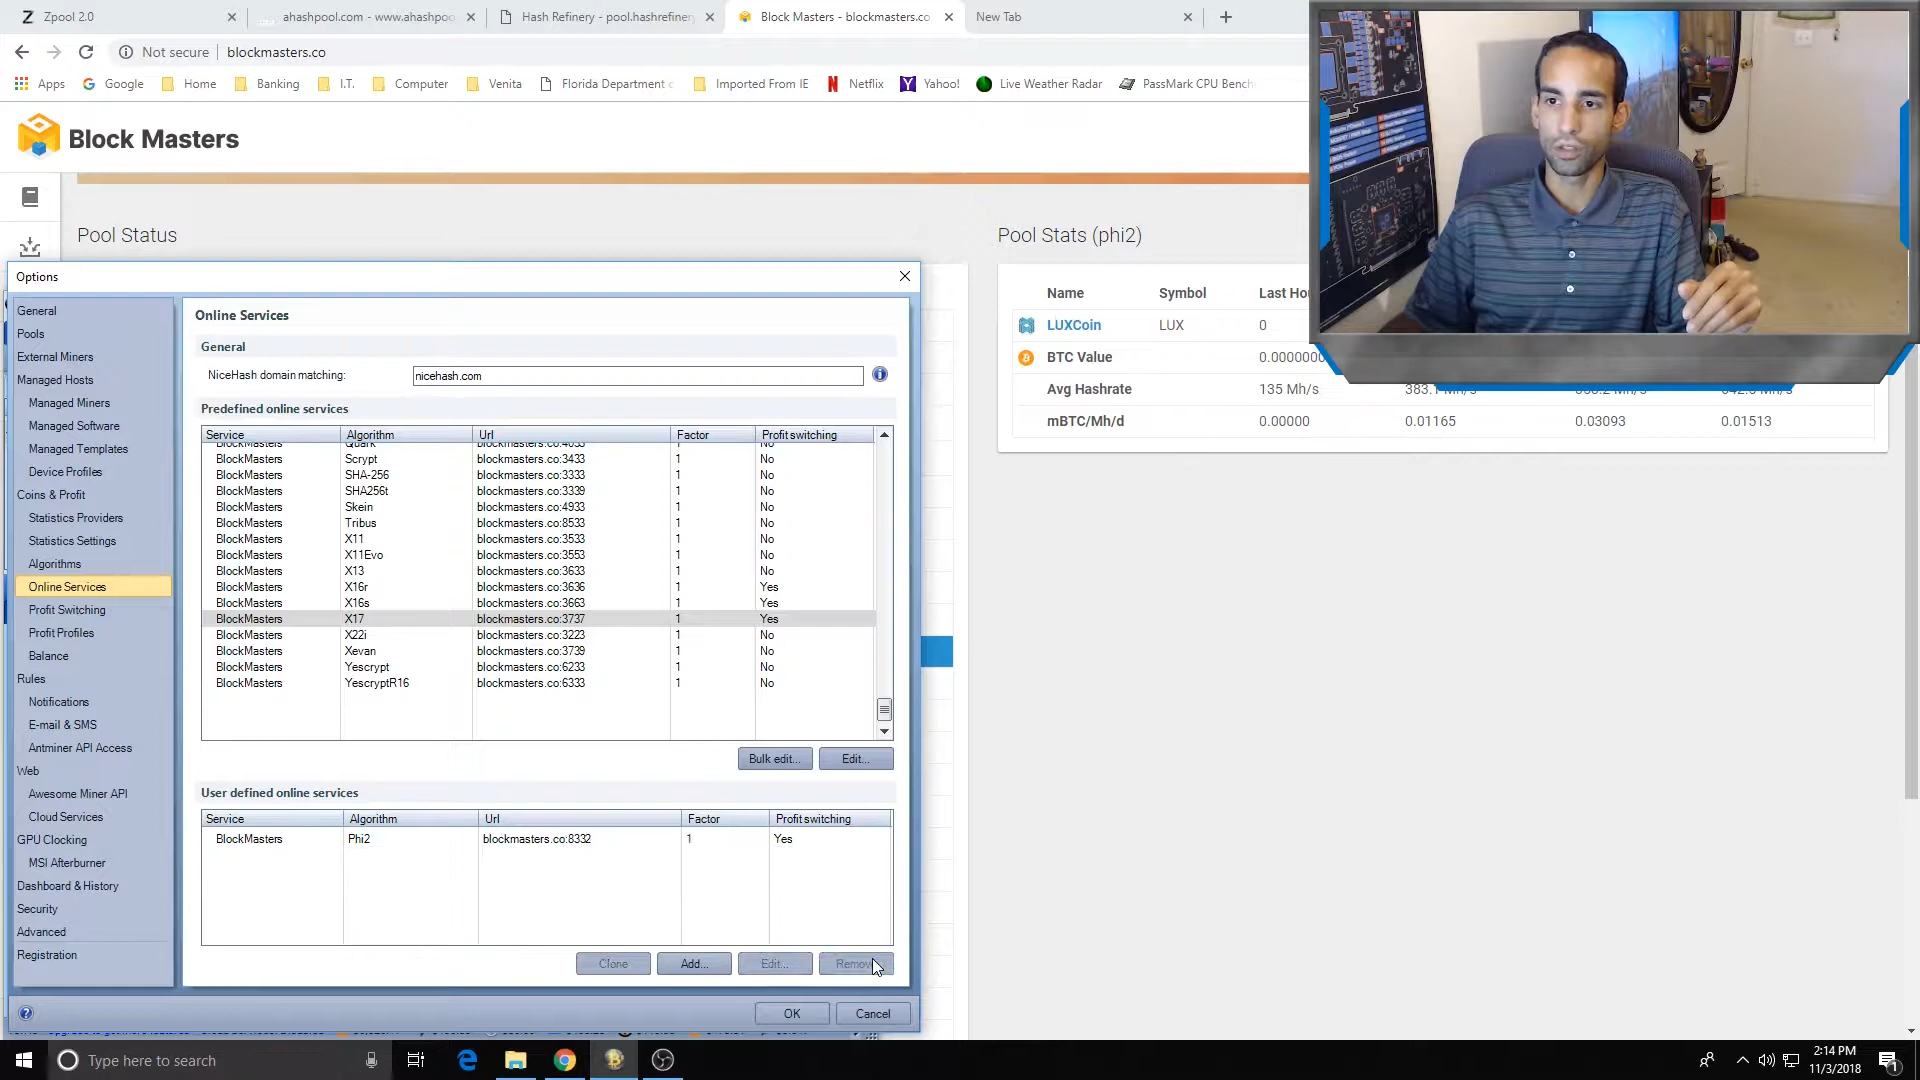 Zpool 2.0
ahashpool.com - www.ahashpo
Hash Refinery - pool.hashrefiner
Block Masters - blockmasters.co
New Tab
Not secure
blockmasters.co
Apps
Google
Home
Banking
I.T.
Computer
Venita
Florida Department
Imported From IE
Netflix
Yahoo!
Live Weather Radar
PassMark CPU Bench
Block Masters
Pool Status
Pool Stats (phi2)
Name Symbol Last Ho
LUXCoin LUX 0
BTC Value 0.0000000
Avg Hashrate 135 Mh/s
mBTC/Mh/d 0.00000 0.01165 0.03093 0.01513
Options
General
Pools
External Miners
Managed Hosts
Managed Miners
Managed Software
Managed Templates
Device Profiles
Coins & Profit
Statistics Providers
Statistics Settings
Algorithms
Online Services
Profit Switching
Profit Profiles
Balance
Rules
Notifications
E-mail & SMS
Antminer API Access
Web
Awesome Miner API
Cloud Services
GPU Clocking
MSI Afterburner
Dashboard & History
Security
Advanced
Registration
Online Services
General
NiceHash domain matching: nicehash.com
Predefined online services
Service Algorithm Url Factor Profit switching
BlockMasters Quark blockmasters.co:4033 1 No
BlockMasters Scrypt blockmasters.co:3433 1 No
BlockMasters SHA-256 blockmasters.co:3333 1 No
BlockMasters SHA256t blockmasters.co:3339 1 No
BlockMasters Skein blockmasters.co:4933 1 No
BlockMasters Tribus blockmasters.co:8533 1 No
BlockMasters X11 blockmasters.co:3533 1 No
BlockMasters X11Evo blockmasters.co:3553 1 No
BlockMasters X13 blockmasters.co:3633 1 No
BlockMasters X16r blockmasters.co:3636 1 Yes
BlockMasters X16s blockmasters.co:3663 1 Yes
BlockMasters X17 blockmasters.co:3737 1 Yes
BlockMasters X22i blockmasters.co:3223 1 No
BlockMasters Xevan blockmasters.co:3739 1 No
BlockMasters Yescrypt blockmasters.co:6233 1 No
BlockMasters YescryptR16 blockmasters.co:6333 1 No
Bulk edit... Edit...
User defined online services
Service Algorithm Url Factor Profit switching
BlockMasters Phi2 blockmasters.co:8332 1 Yes
Clone Add... Edit... Remov
OK Cancel
Type here to search
2:14 PM
11/3/2018
1